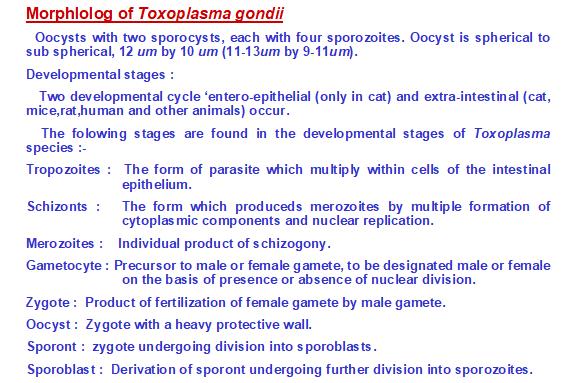 Morphlolog of Toxoplasma gondii
Oocysts with two sporocysts, each with four sporozoites. Oocyst is spherical to
sub spherical, 12 um by 10 um (11-13um by 9-11um).
Developmental stages :
Two developmental cycle ‘entero-epithelial (only in cat) and extra-intestinal (cat,
mice,rat,human and other animals) occur.
The folowing stages are found in the developmental stages of Toxoplasma
species :-
Tropozoites : The form of parasite which multiply within cells of the intestinal
epithelium.
Schizonts : The form which produceds merozoites by multiple formation of
cytoplasmic components and nuclear replication.
Merozoites : Individual product of schizogony.
Gametocyte : Precursor to male or female gamete, to be designated male or female
on the basis of presence or absence of nuclear division.
Zygote : Product of fertilization of female gamete by male gamete.
Oocyst : Zygote with a heavy protective wall.
Sporont : zygote undergoing division into sporoblasts.
Sporoblast : Derivation of sporont undergoing further division into sporozoites.